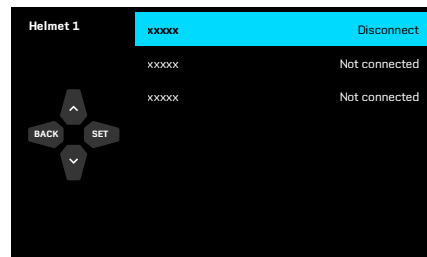 Helmet 1
xxxxx Disconnect
xxxxx Not connected
xxxxx Not connected
BACK SET